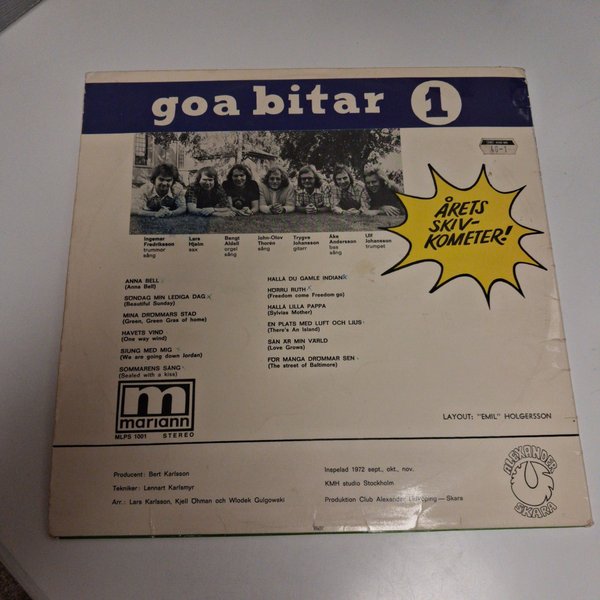 goa bitar 1
40-1
ÅRETS
SKIV-
KOMETER!
Ingemar
Fredriksson
trummor
sång
Lars
Hjelm
sax
Bengt
Aldell
orgel
sång
John-Olov
Thorén
sång
Trygve
Johansson
gitarr
Åke
Andersson
bas
sång
Ulf
Johansson
trumpet
ANNA BELL
(Anna Bell)
SÖNDAG MIN LEDIGA DAG
(Beautiful Sunday)
MINA DRÖMMARS STAD
(Green, Green Gras of home)
HAVETS VIND
(One way wind)
SJUNG MED MIG
(We are going down Jordan)
SOMMARENS SÅNG
(Sealed with a kiss)
HALLÅ DU GAMLE INDIAN
HÖRRU RUTH
(Freedom come Freedom go)
HALLÅ LILLA PAPPA
(Sylvias Mother)
EN PLATS MED LUFT OCH LJUS
(There's An Island)
SÅN ÄR MIN VÄRLD
(Love Grows)
FÖR MÅNGA DRÖMMAR SEN
(The street of Baltimore)
m
mariann
MLPS 1001 STEREO
LAYOUT: "EMIL" HOLGERSSON
Producent: Bert Karlsson
Tekniker: Lennart Karlsmyr
Arr.: Lars Karlsson, Kjell Öhman och Wlodek Gulgowski
Inspelad 1972 sept., okt., nov.
KMH studio Stockholm
Produktion Club Alexander Lidköping — Skara
ALEXANDER
SKARA